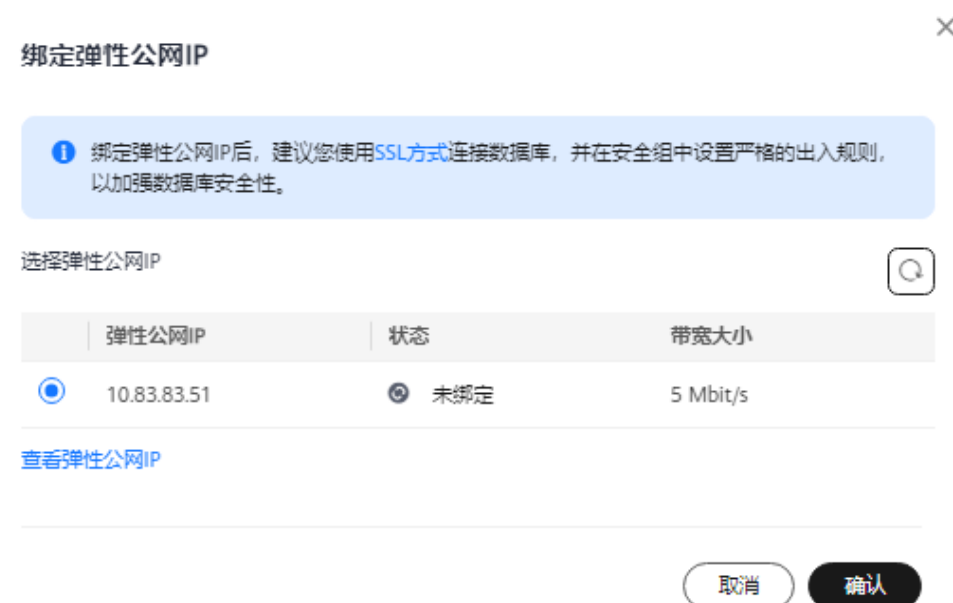 绑定弹性公网IP
绑定弹性公网IP后，建议您使用SSL方式连接数据库，并在安全组中设置严格的出入规则，
以加强数据库安全性。
选择弹性公网IP
弹性公网IP 状态 带宽大小
10.83.83.51 未绑定 5 Mbit/s
查看弹性公网IP
取消 确认